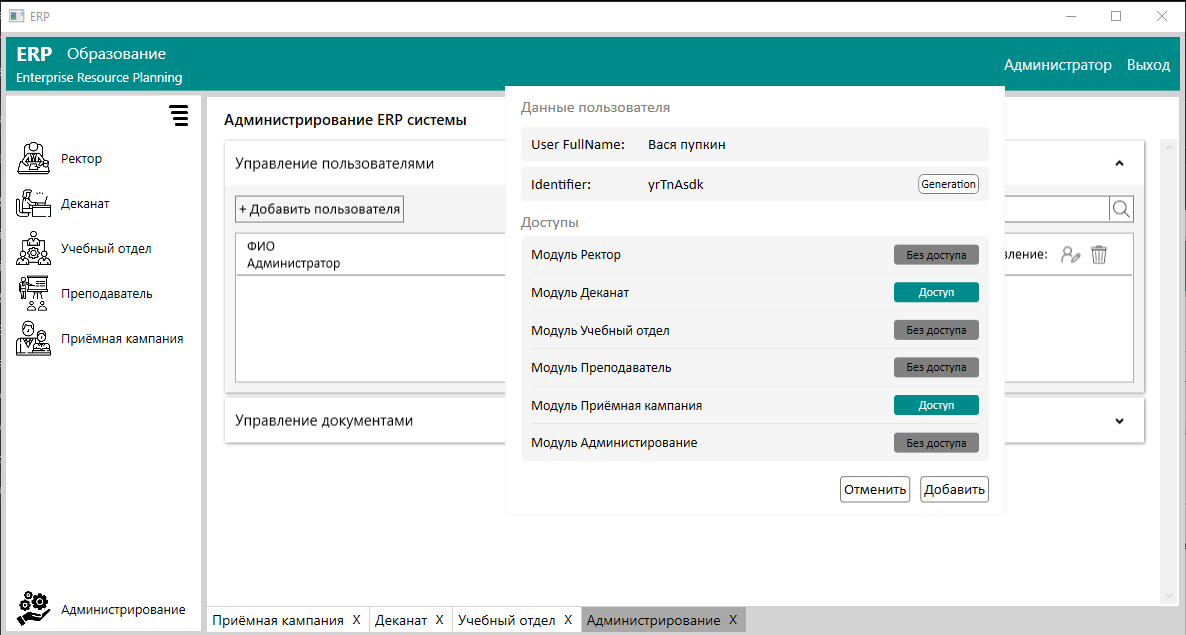 ERP
ERP Образование
Enterprise Resource Planning
Администратор Выход
Ректор
Деканат
Учебный отдел
Преподаватель
Приёмная кампания
Администрирование
Администрирование ERP системы
Управление пользователями
+ Добавить пользователя
ФИО
Администратор
вление:
Управление документами
Данные пользователя
User FullName: Вася пупкин
Identifier: yrTnAsdk Generation
Доступы
Модуль Ректор Без доступа
Модуль Деканат Доступ
Модуль Учебный отдел Без доступа
Модуль Преподаватель Без доступа
Модуль Приёмная кампания Доступ
Модуль Администирование Без доступа
Отменить Добавить
Приёмная кампания X Деканат X Учебный отдел X Администрирование X